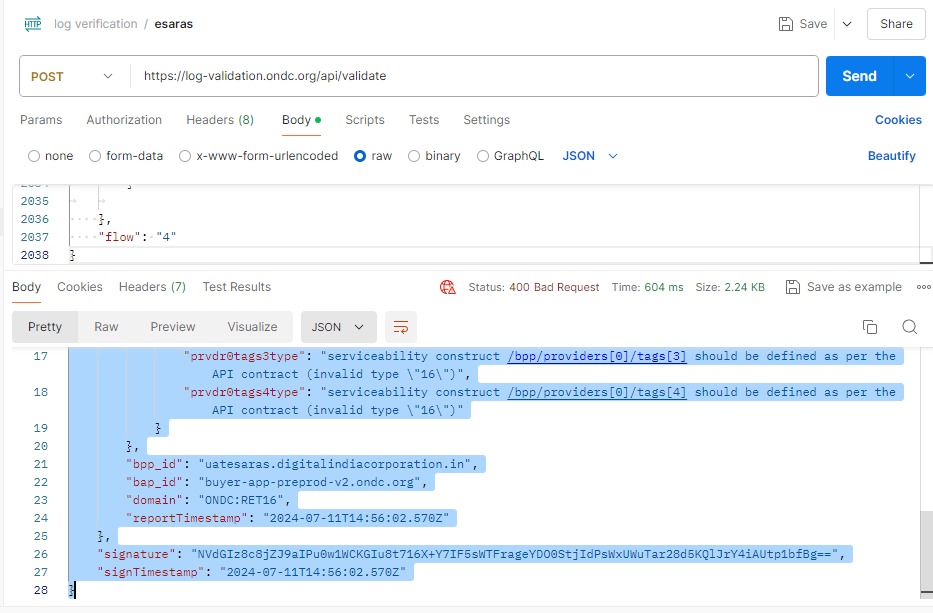 HTTP log verification / esaras Save Share
POST https://log-validation.ondc.org/api/validate Send
Params Authorization Headers (8) Body Scripts Tests Settings Cookies
none form-data x-www-form-urlencoded raw binary GraphQL JSON Beautify
2035
2036 },
2037 "flow": "4"
2038 }
Body Cookies Headers (7) Test Results Status: 400 Bad Request Time: 604 ms Size: 2.24 KB Save as example
Pretty Raw Preview Visualize JSON
17 "prvdr0tags3type": "serviceability construct /bpp/providers[0]/tags[3] should be defined as per the
API contract (invalid type \"16\")",
18 "prvdr0tags4type": "serviceability construct /bpp/providers[0]/tags[4] should be defined as per the
API contract (invalid type \"16\")"
19 }
20 },
21 "bpp_id": "uatesaras.digitalindiacorporation.in",
22 "bap_id": "buyer-app-preprod-v2.ondc.org",
23 "domain": "ONDC:RET16",
24 "reportTimestamp": "2024-07-11T14:56:02.570Z"
25 },
26 "signature": "NVdGIz8c8jZJ9aIPu0w1WCKGIu8t716X+Y7IF5sWTFrageYDO0StjIdPsWxUWuTar28d5KQlJrY4iAUtp1bfBg==",
27 "signTimestamp": "2024-07-11T14:56:02.570Z"
28 }